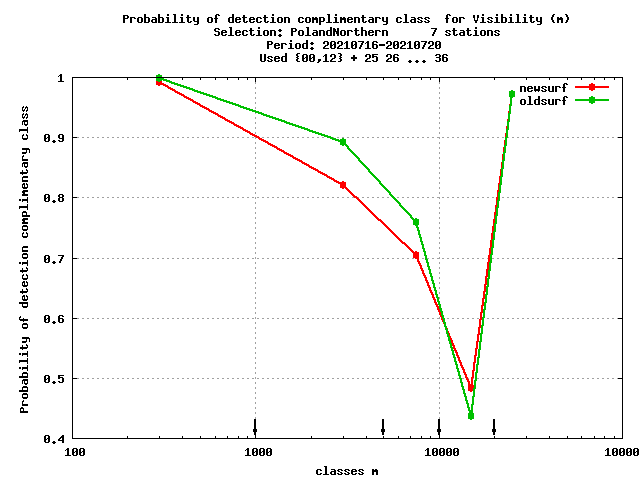 Probability of detection complimentary class  for Visibility (m)
Selection: PolandNorthern      7 stations
Period: 20210716-20210720
Used {00,12} + 25 26 ... 36
newsurf
oldsurf
Probability of detection complimentary class
1
0.9
0.8
0.7
0.6
0.5
0.4
100 1000 10000 10000
classes m